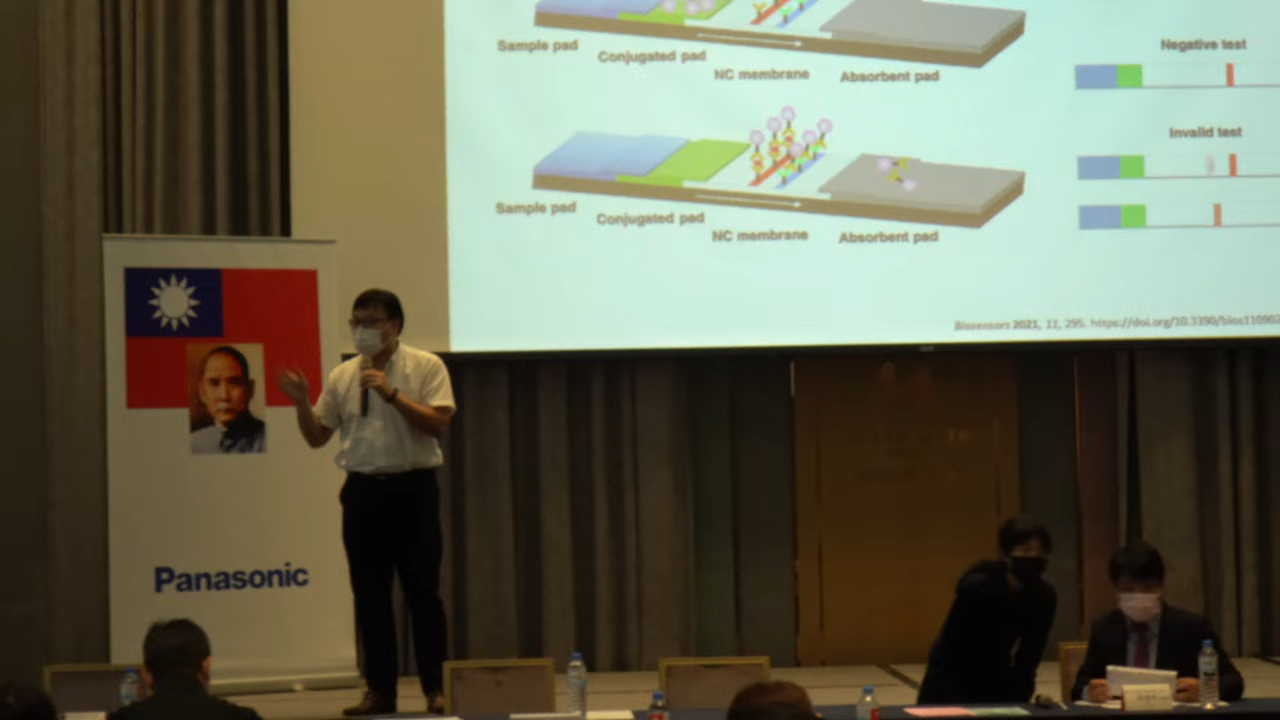 Sample pad
Conjugated pad
NC membrane
Absorbent pad
Negative test
Invalid test
Sample pad
Conjugated pad
NC membrane
Absorbent pad
Biosensors 2021, 11, 295. https://doi.org/10.3390/bios110902
Panasonic